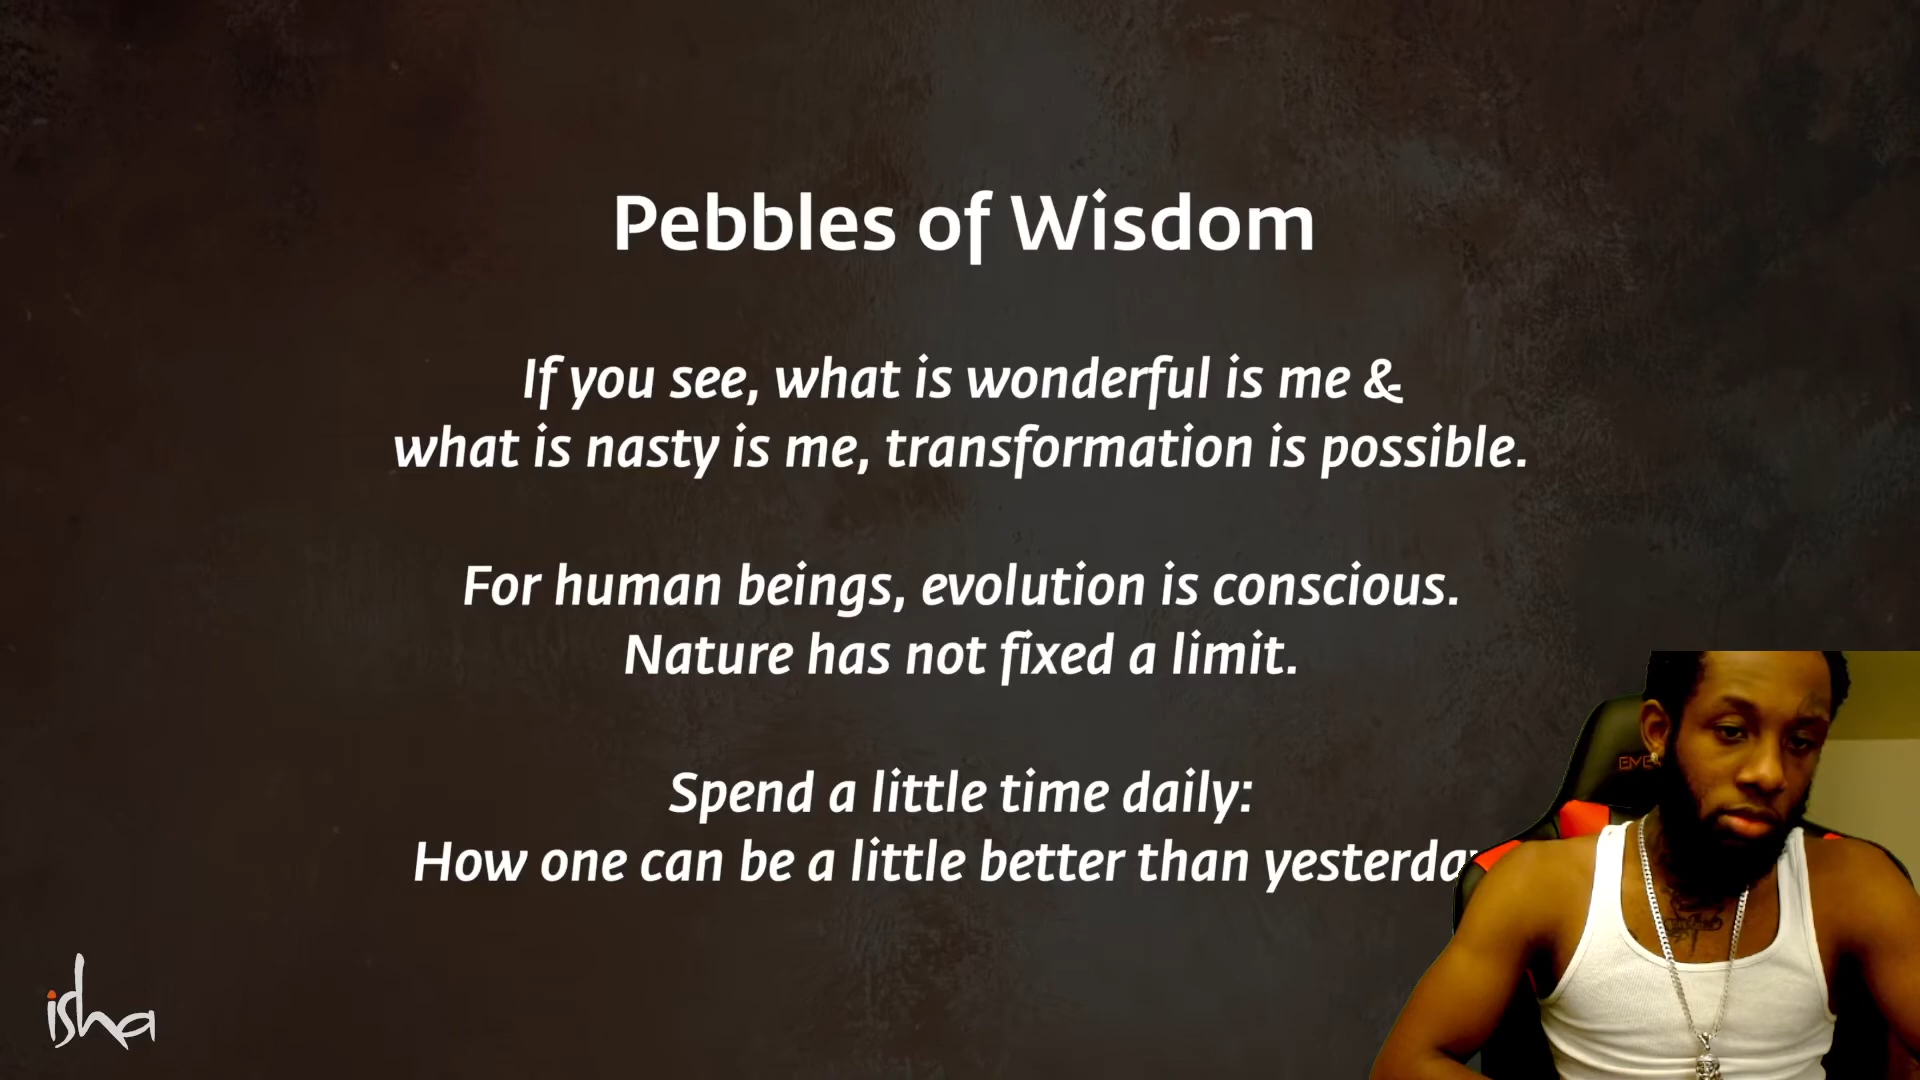 Pebbles of Wisdom
If you see, what is wonderful is me &
what is nasty is me, transformation is possible.
For human beings, evolution is conscious.
Nature has not fixed a limit.
Spend a little time daily:
How one can be a little better than yesterday
isha